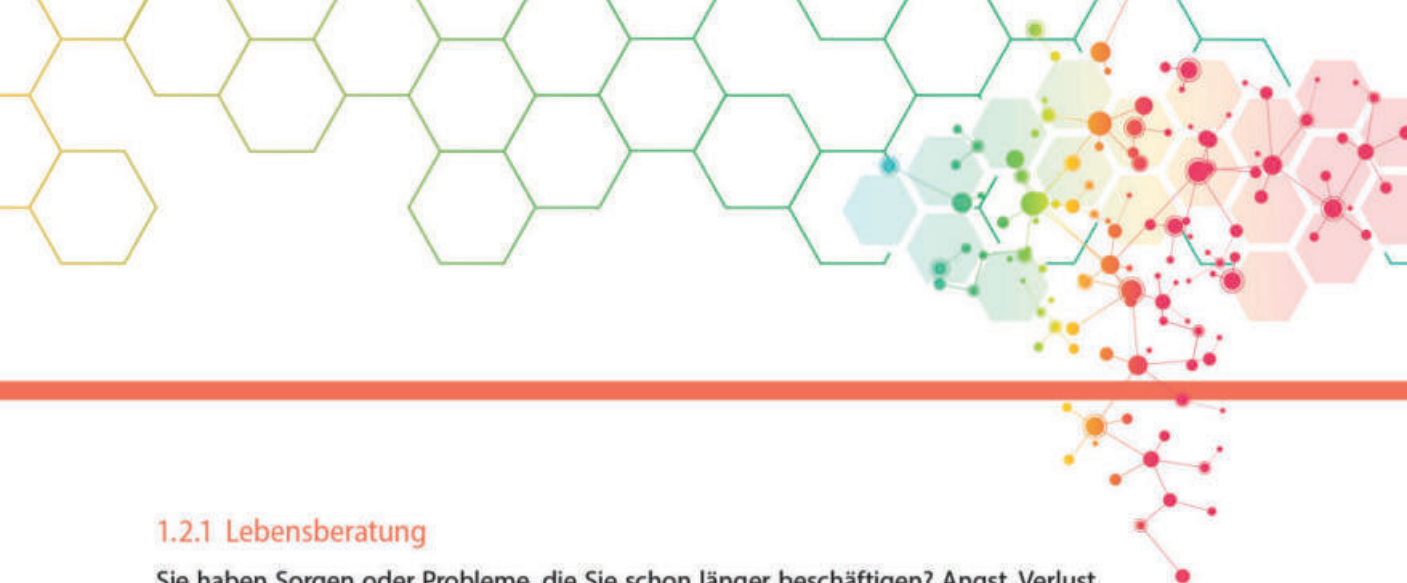 1.2.1 Lebensberatung
Sie haben Sorgen oder Probleme, die Sie schon länger beschäftigen? Angst, Verlust